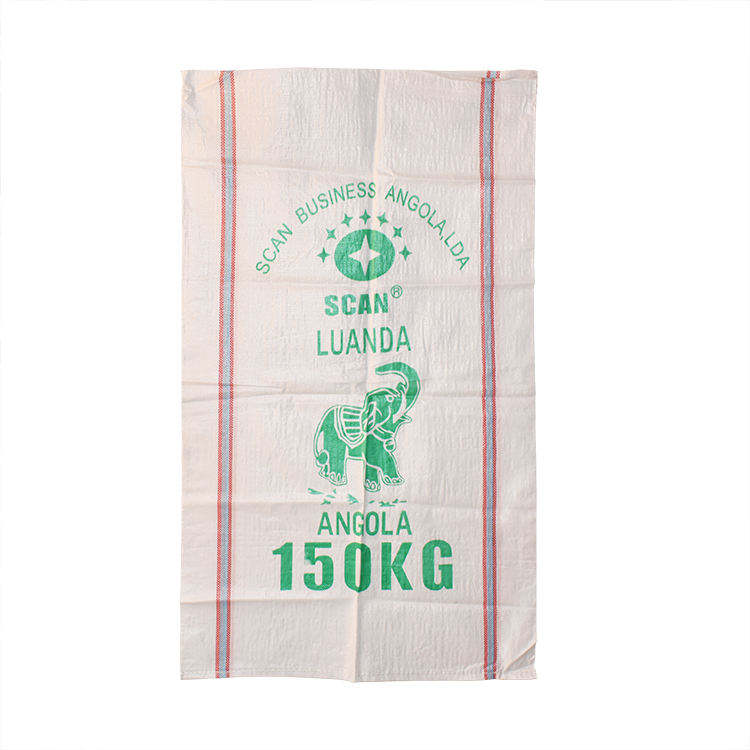 SCAN BUSINESS ANGOLA,LDA
SCAN®
LUANDA
ANGOLA
150KG